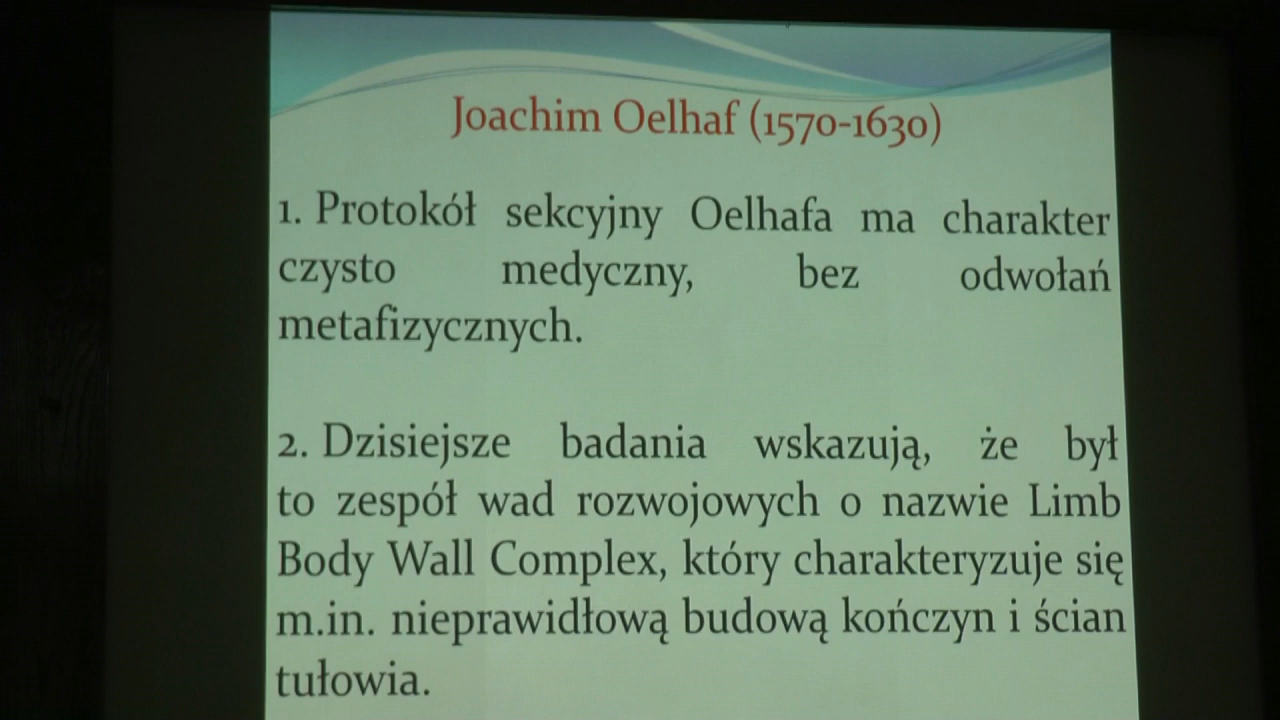 Joachim Oelhaf (1570-1630)
1. Protokół sekcyjny Oelhafa ma charakter
czysto medyczny, bez odwołań
metafizycznych.
2. Dzisiejsze badania wskazują, że był
to zespół wad rozwojowych o nazwie Limb
Body Wall Complex, który charakteryzuje się
m.in. nieprawidłową budową kończyn i ścian
tułowia.